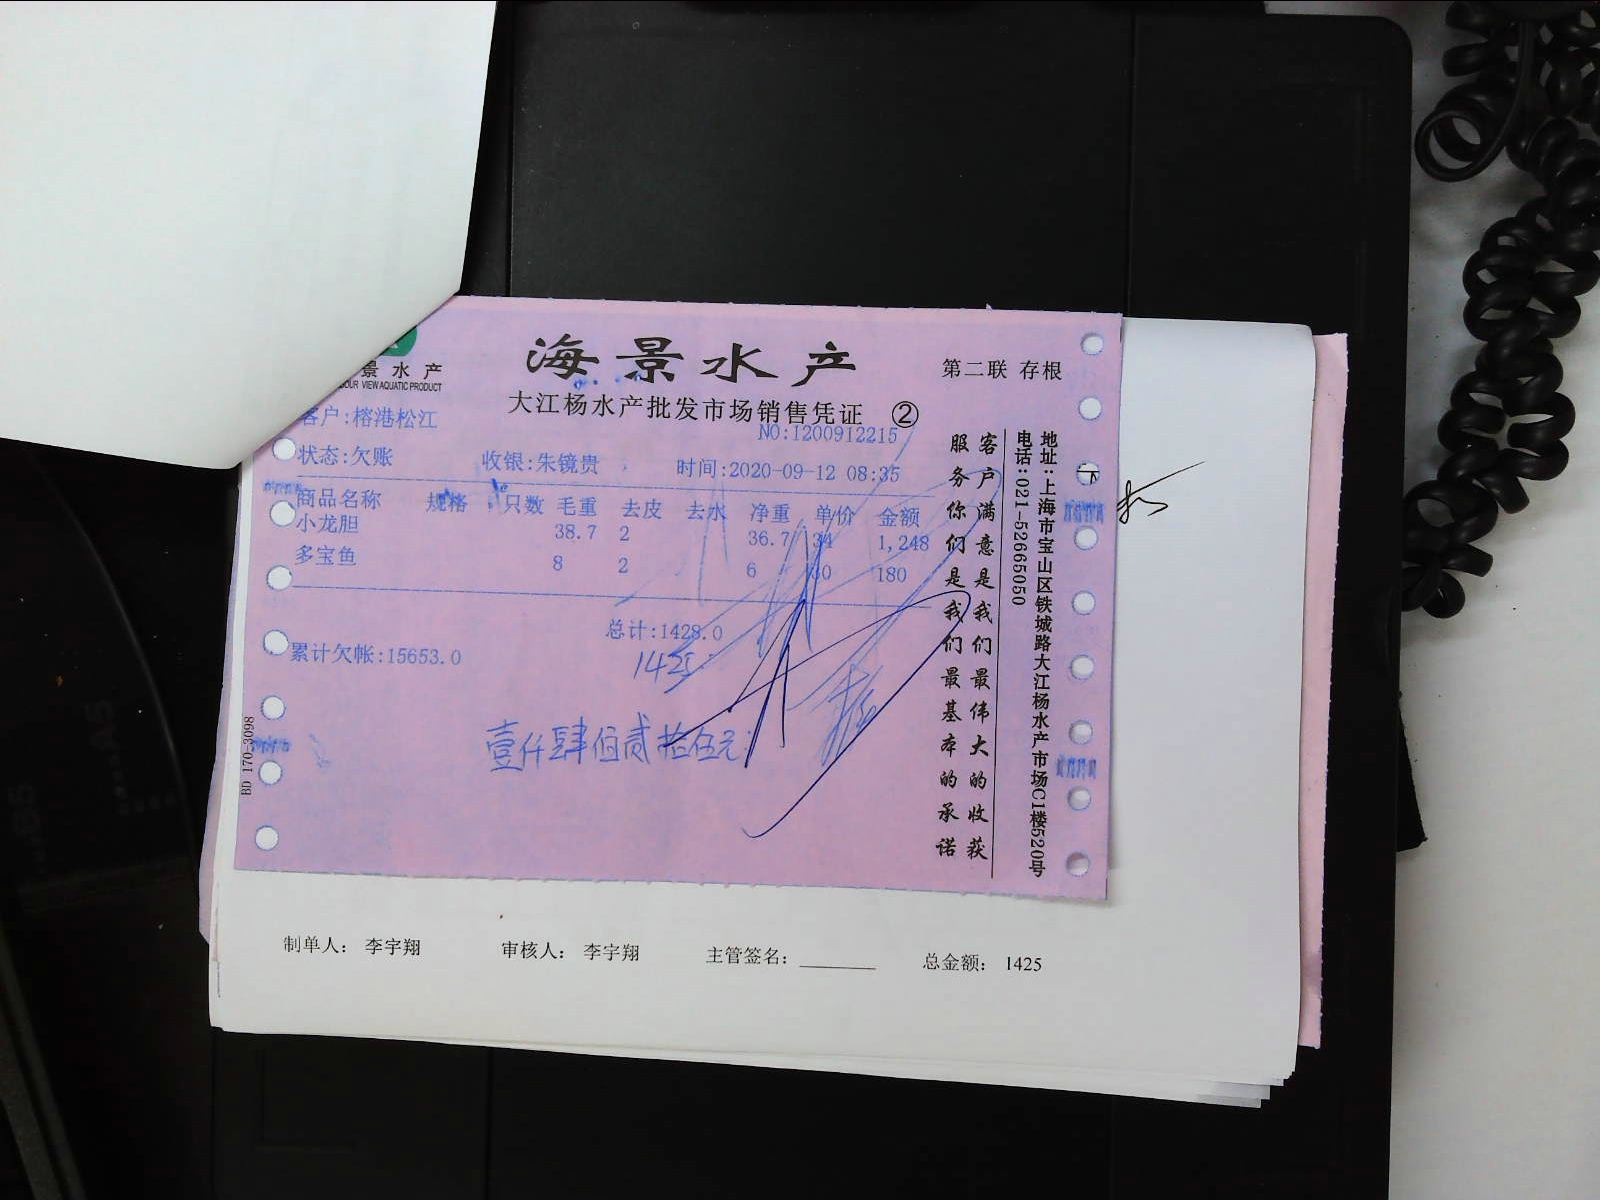 景水产
OUR VIEW AQUATIC PRODUCT
海景水产
第二联 存根
大江杨水产批发市场销售凭证 ②
NO:1200912215
客户:榕港松江
状态:欠账 收银:朱镜贵 时间:2020-09-12 08:35
商品名称 规格 只数 毛重 去皮 去水 净重 单价 金额
小龙胆 38.7 2 36.7 34 1,248
多宝鱼 8 2 6 30 180
总计:1428.0
累计欠帐:15653.0
1425
壹仟肆佰贰拾伍元
客户满意是我们最伟大的收获
服务你们是我们最基本的承诺
地址:上海市宝山区铁城路大江杨水产市场C1楼520号
电话:021-52665050
BD 170-3098
制单人: 李宇翔 审核人: 李宇翔 主管签名: 总金额: 1425